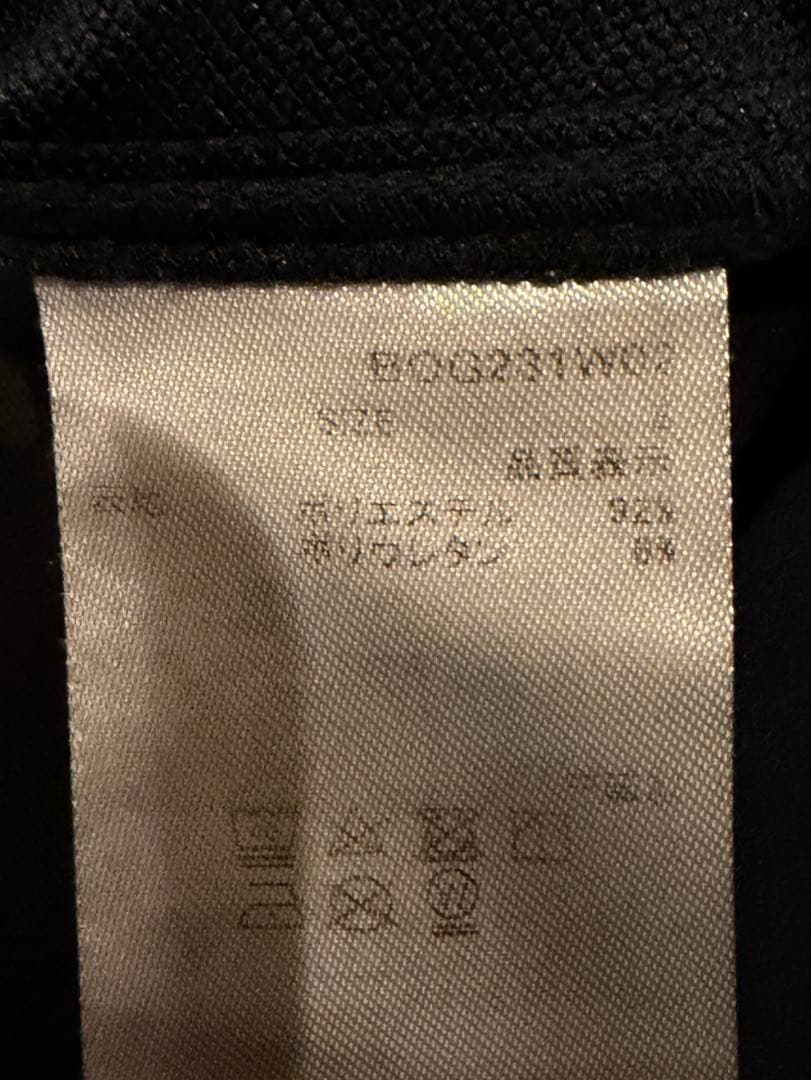 BOG231W02
SIZE
品質表示
ポリエステル 92%
ポリウレタン 8%